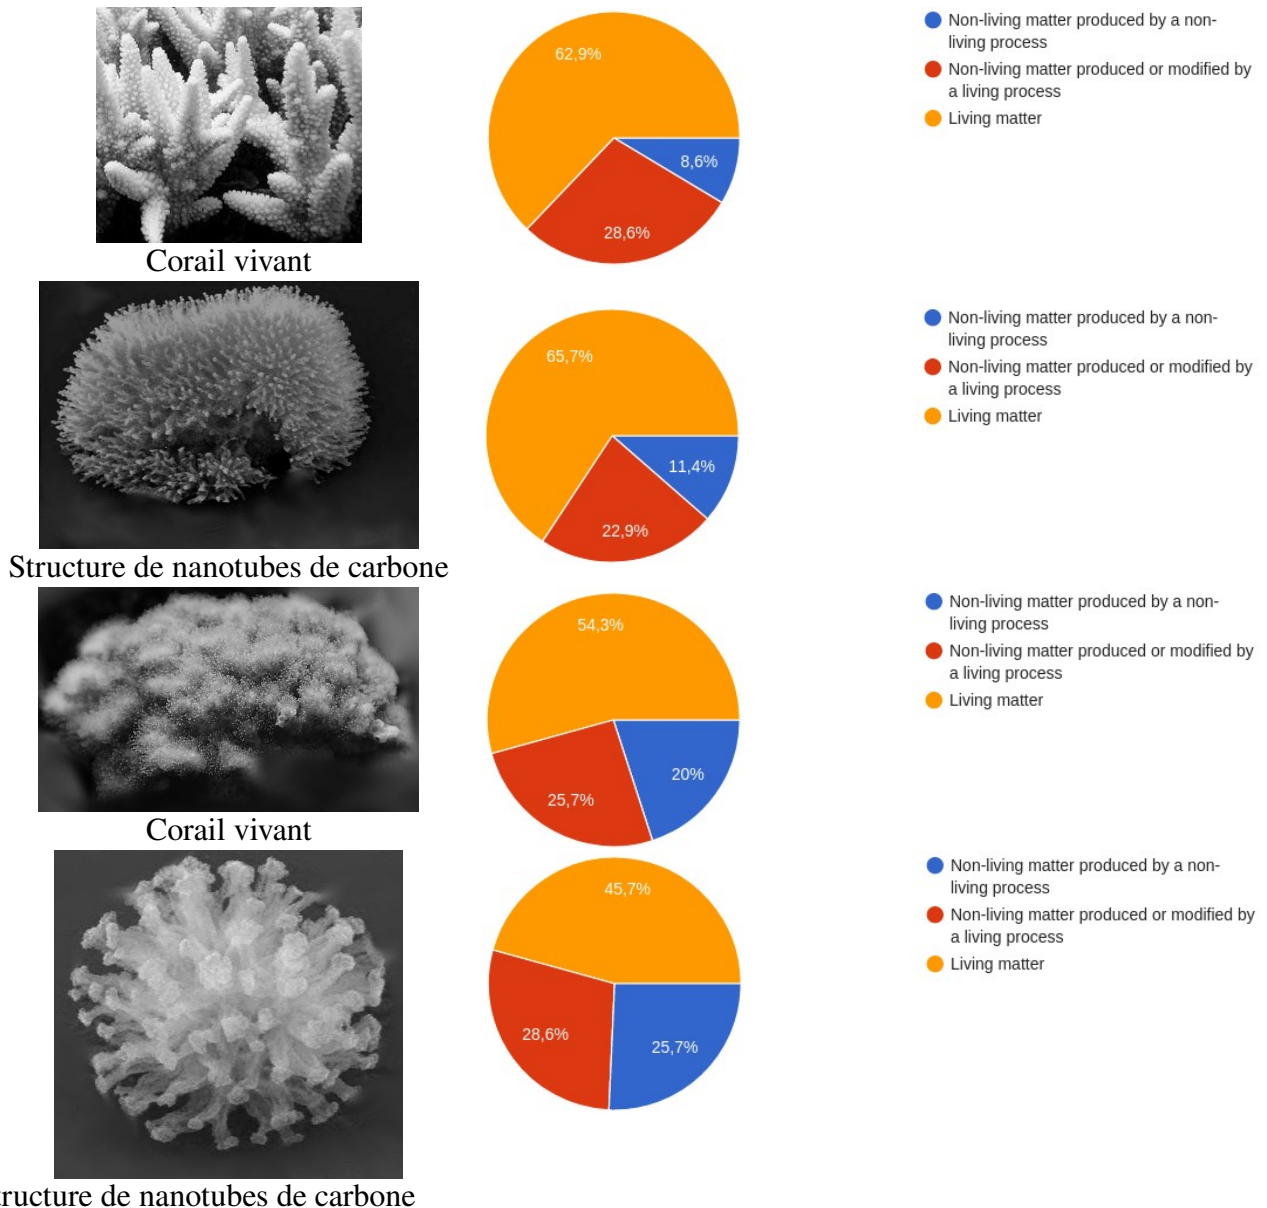 62,9%
8,6%
28,6%
Non-living matter produced by a non-
living process
Non-living matter produced or modified by
a living process
Living matter
Corail vivant
65,7%
11,4%
22,9%
Non-living matter produced by a non-
living process
Non-living matter produced or modified by
a living process
Living matter
Structure de nanotubes de carbone
54,3%
20%
25,7%
Non-living matter produced by a non-
living process
Non-living matter produced or modified by
a living process
Living matter
Corail vivant
45,7%
28,6%
25,7%
Non-living matter produced by a non-
living process
Non-living matter produced or modified by
a living process
Living matter
tructure de nanotubes de carbone